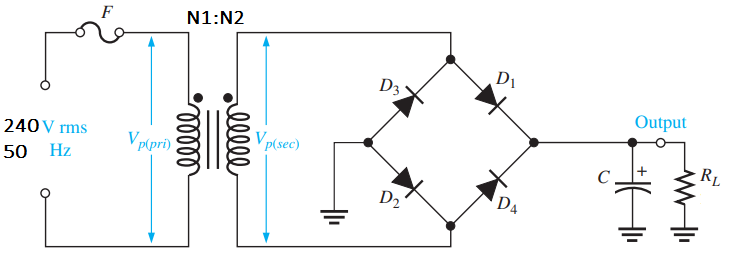 F
N1:N2
240 V rms
50 Hz
Vp(pri)
Vp(sec)
D3
D1
D2
D4
Output
C
+
RL